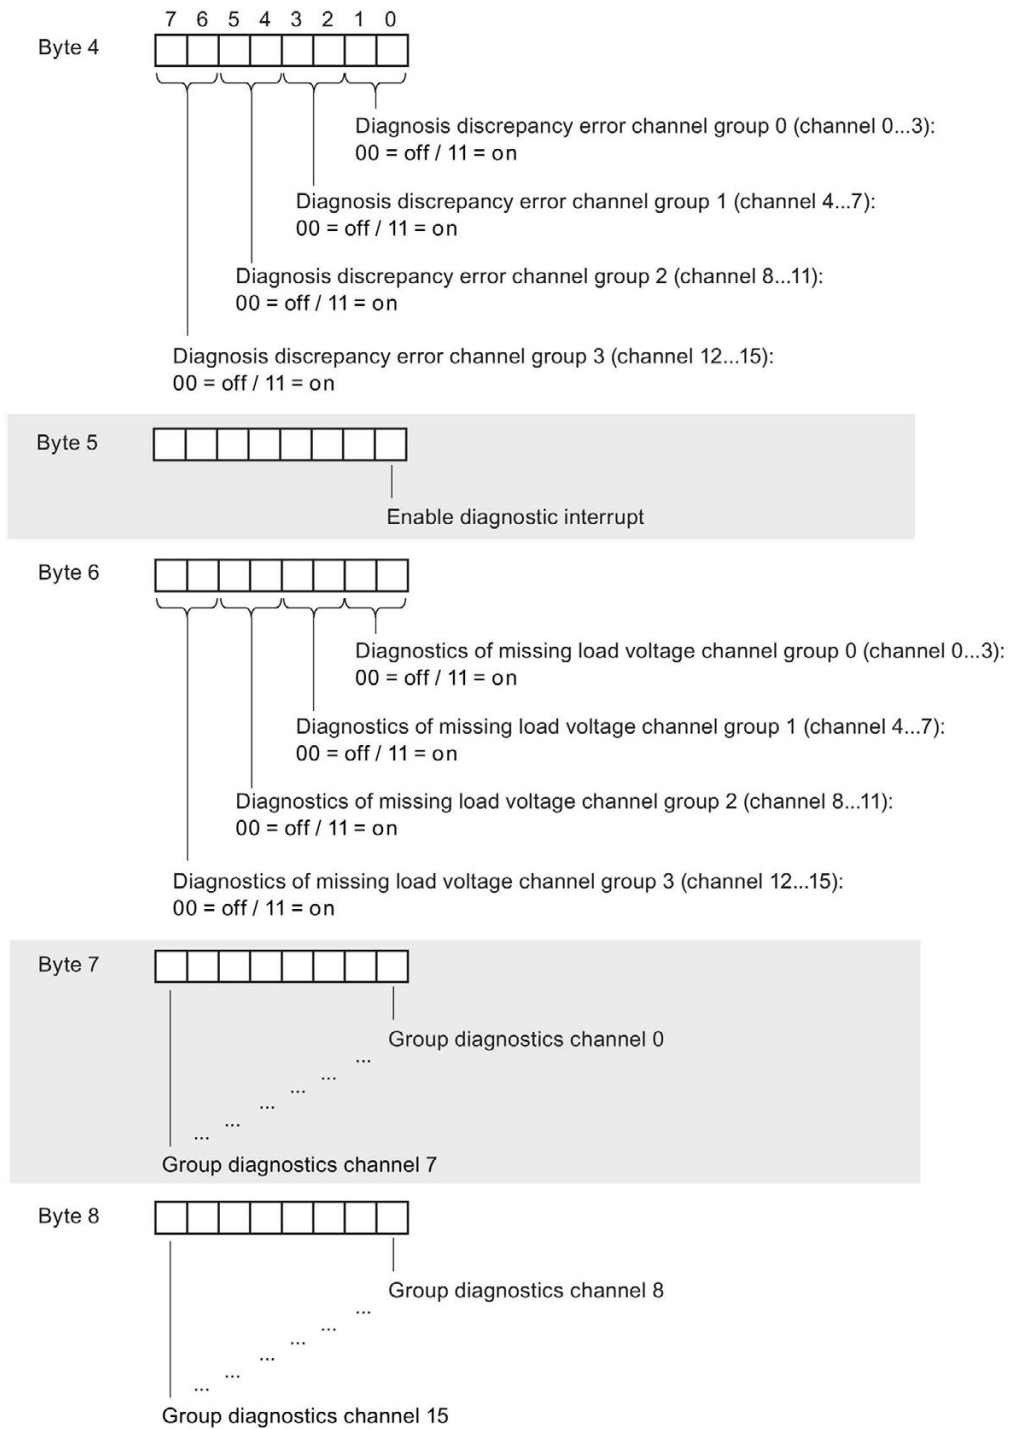 7 6 5 4 3 2 1 0
Byte 4
Diagnosis discrepancy error channel group 0 (channel 0...3):
00 = off / 11 = on
Diagnosis discrepancy error channel group 1 (channel 4...7):
00 = off / 11 = on
Diagnosis discrepancy error channel group 2 (channel 8...11):
00 = off / 11 = on
Diagnosis discrepancy error channel group 3 (channel 12...15):
00 = off / 11 = on
Byte 5
Enable diagnostic interrupt
Byte 6
Diagnostics of missing load voltage channel group 0 (channel 0...3):
00 = off / 11 = on
Diagnostics of missing load voltage channel group 1 (channel 4...7):
00 = off / 11 = on
Diagnostics of missing load voltage channel group 2 (channel 8...11):
00 = off / 11 = on
Diagnostics of missing load voltage channel group 3 (channel 12...15):
00 = off / 11 = on
Byte 7
Group diagnostics channel 0
...
...
...
...
...
...
Group diagnostics channel 7
Byte 8
Group diagnostics channel 8
...
...
...
...
...
...
Group diagnostics channel 15